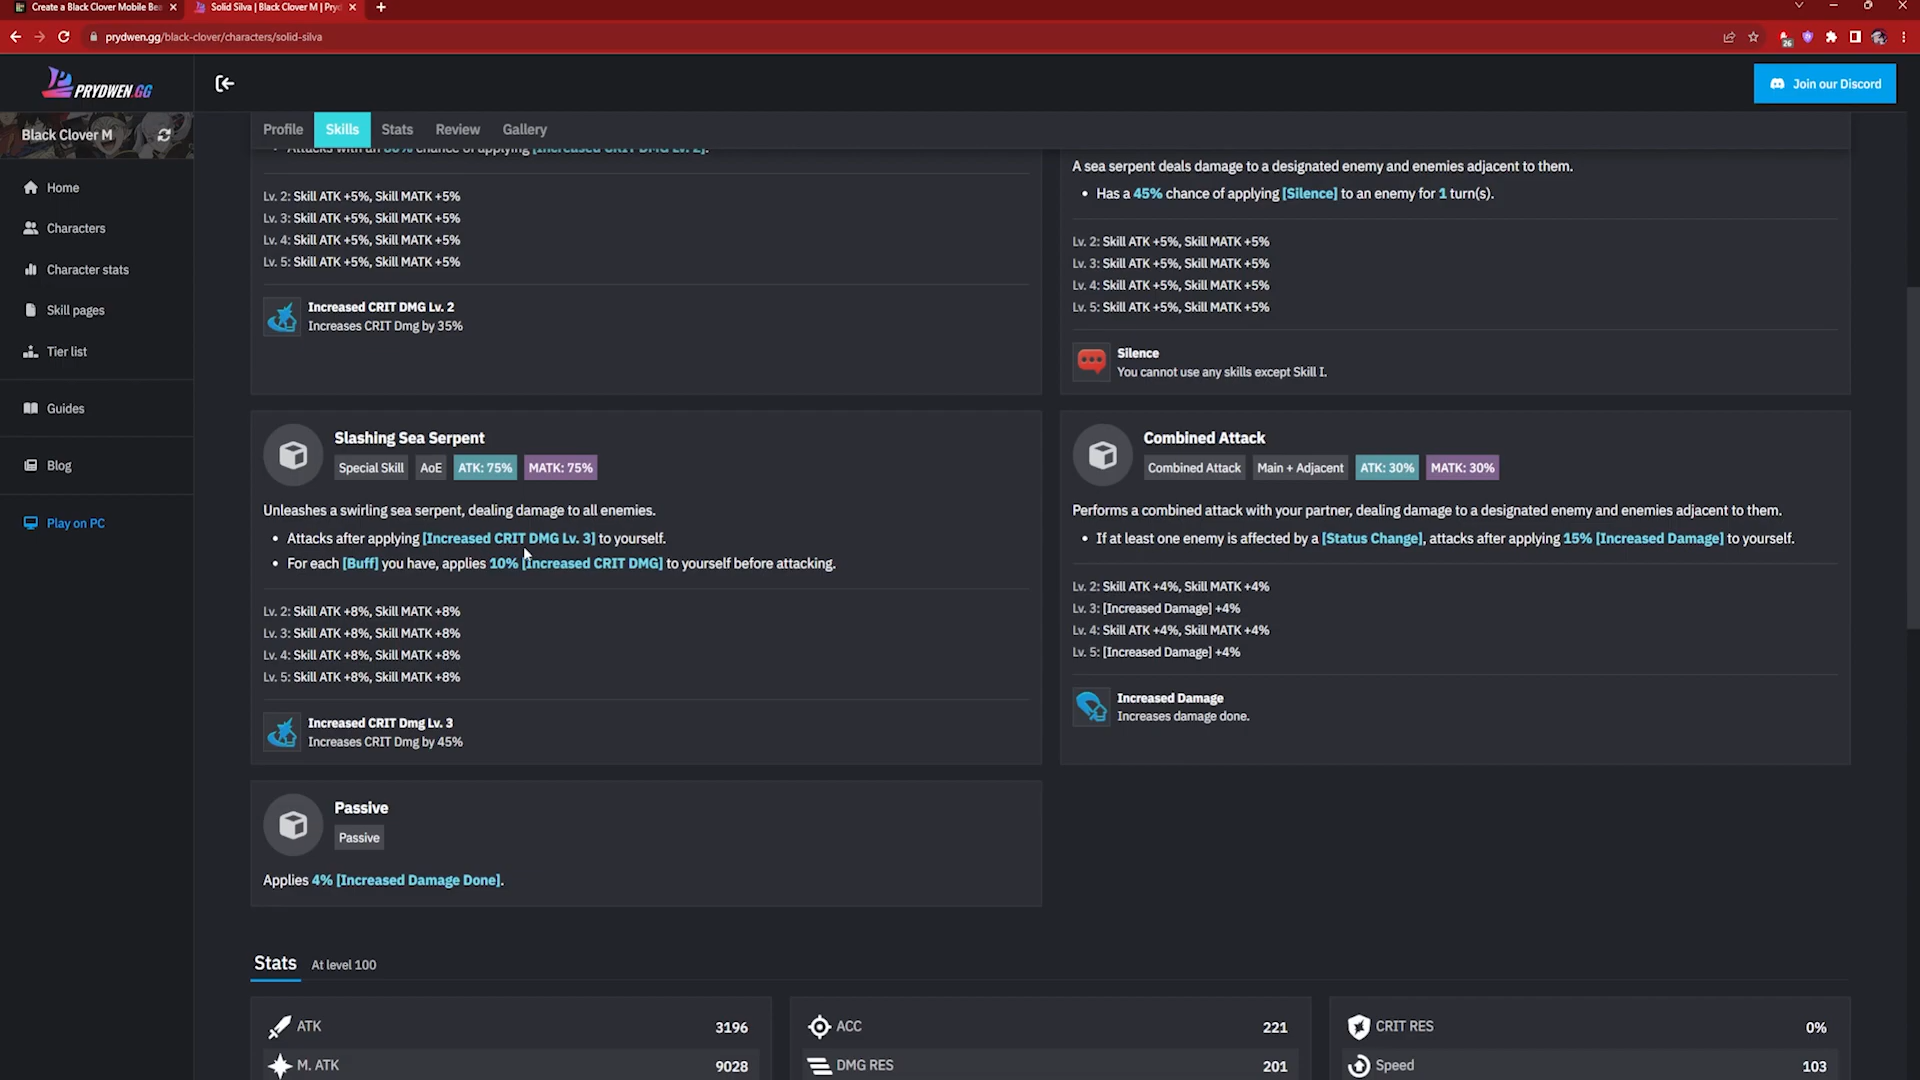 Create a Black Clover Mobile Be
Solid Silva | Black Clover M | Pryd
prydwen.gg/black-clover/characters/solid-silva
26
PRYDWEN.GG
Join our Discord
Black Clover M
Profile
Skills
Stats
Review
Gallery
Home
Characters
Character stats
Skill pages
Tier list
Guides
Blog
Play on PC
Attacks with an 80% chance of applying [Increased CRIT DMG Lv. 2].
Lv. 2: Skill ATK +5%, Skill MATK +5%
Lv. 3: Skill ATK +5%, Skill MATK +5%
Lv. 4: Skill ATK +5%, Skill MATK +5%
Lv. 5: Skill ATK +5%, Skill MATK +5%
Increased CRIT DMG Lv. 2
Increases CRIT Dmg by 35%
A sea serpent deals damage to a designated enemy and enemies adjacent to them.
• Has a 45% chance of applying [Silence] to an enemy for 1 turn(s).
Lv. 2: Skill ATK +5%, Skill MATK +5%
Lv. 3: Skill ATK +5%, Skill MATK +5%
Lv. 4: Skill ATK +5%, Skill MATK +5%
Lv. 5: Skill ATK +5%, Skill MATK +5%
Silence
You cannot use any skills except Skill I.
Slashing Sea Serpent
Special Skill AoE ATK: 75% MATK: 75%
Unleashes a swirling sea serpent, dealing damage to all enemies.
• Attacks after applying [Increased CRIT DMG Lv. 3] to yourself.
• For each [Buff] you have, applies 10% [Increased CRIT DMG] to yourself before attacking.
Lv. 2: Skill ATK +8%, Skill MATK +8%
Lv. 3: Skill ATK +8%, Skill MATK +8%
Lv. 4: Skill ATK +8%, Skill MATK +8%
Lv. 5: Skill ATK +8%, Skill MATK +8%
Increased CRIT Dmg Lv. 3
Increases CRIT Dmg by 45%
Combined Attack
Combined Attack Main + Adjacent ATK: 30% MATK: 30%
Performs a combined attack with your partner, dealing damage to a designated enemy and enemies adjacent to them.
• If at least one enemy is affected by a [Status Change], attacks after applying 15% [Increased Damage] to yourself.
Lv. 2: Skill ATK +4%, Skill MATK +4%
Lv. 3: [Increased Damage] +4%
Lv. 4: Skill ATK +4%, Skill MATK +4%
Lv. 5: [Increased Damage] +4%
Increased Damage
Increases damage done.
Passive
Passive
Applies 4% [Increased Damage Done].
Stats At level 100
ATK 3196
M. ATK 9028
ACC 221
DMG RES 201
CRIT RES 0%
Speed 103